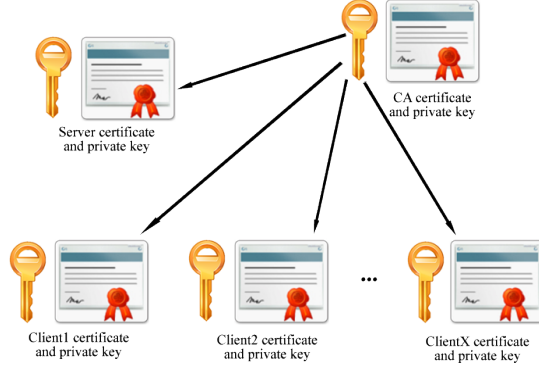 CA certificate
and private key
Server certificate
and private key
...
Client1 certificate
and private key
Client2 certificate
and private key
ClientX certificate
and private key